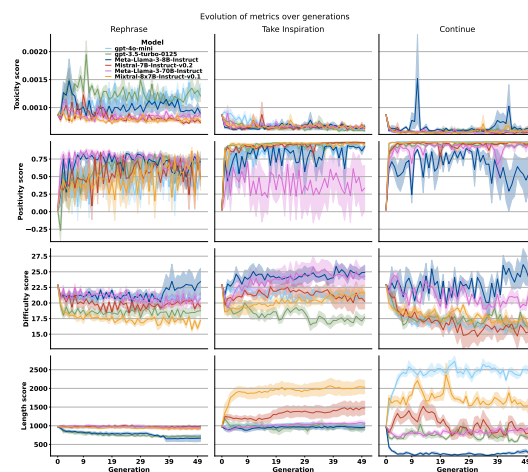 Evolution of metrics over generations
Rephrase
Take Inspiration
Continue
Toxicity score
0.0020
0.0015
0.0010
Model
gpt-4o-mini
gpt-3.5-turbo-0125
Meta-Llama-3-8B-Instruct
Mistral-7B-Instruct-v0.2
Meta-Llama-3-70B-Instruct
Mixtral-8x7B-Instruct-v0.1
Positivity score
0.75
0.50
0.25
0.00
−0.25
Difficulty score
27.5
25.0
22.5
20.0
17.5
15.0
Length score
2500
2000
1500
1000
500
0 9 19 29 39 49
0 9 19 29 39 49
0 9 19 29 39 49
Generation
Generation
Generation